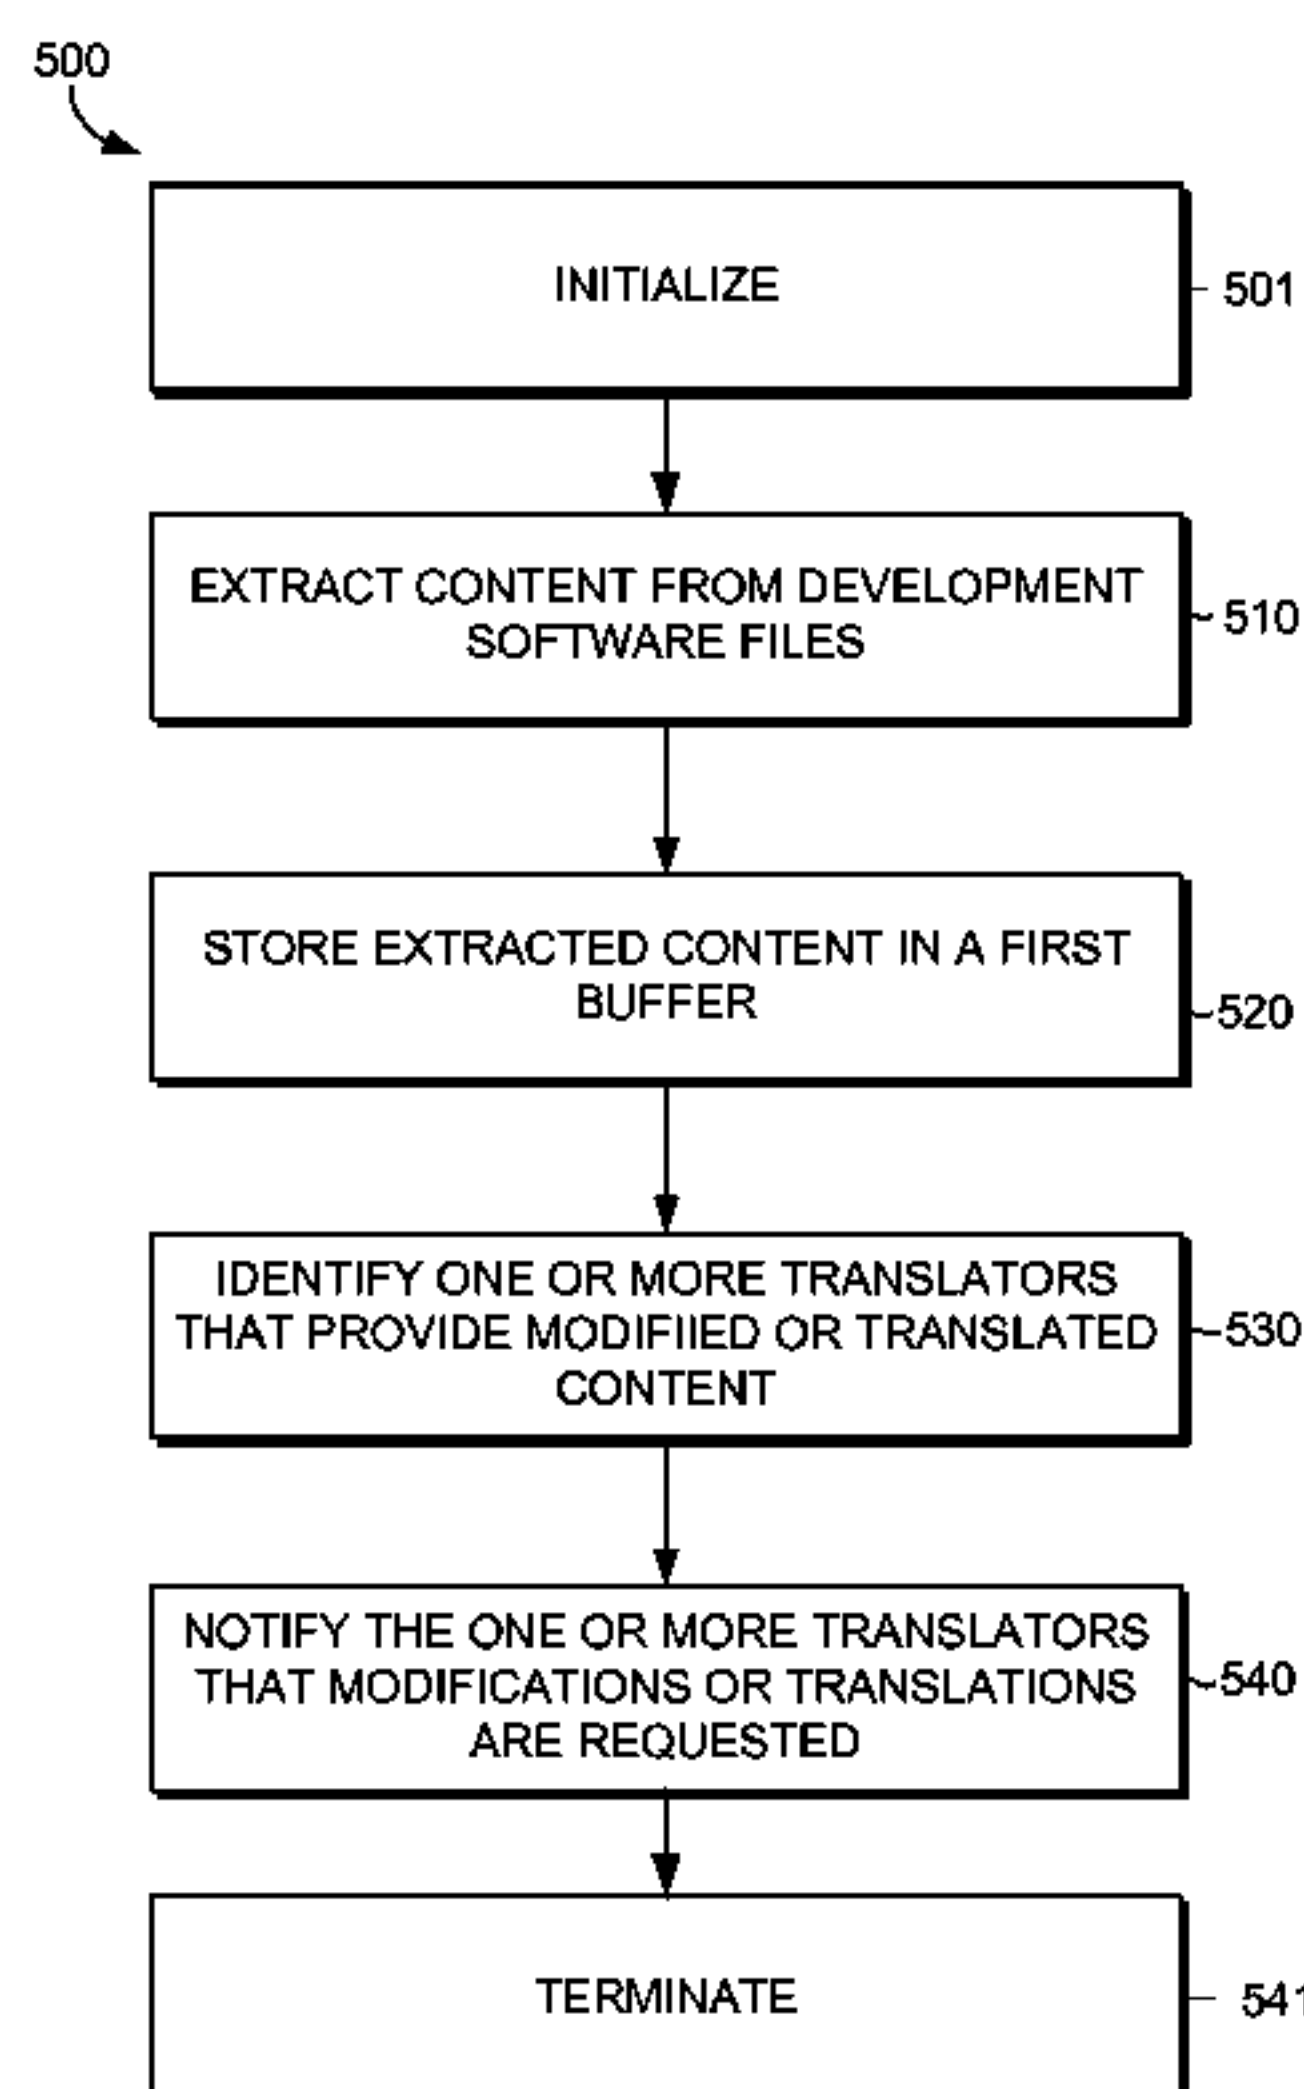 500
INITIALIZE
501
EXTRACT CONTENT FROM DEVELOPMENT
SOFTWARE FILES
510
STORE EXTRACTED CONTENT IN A FIRST
BUFFER
520
IDENTIFY ONE OR MORE TRANSLATORS
THAT PROVIDE MODIFIIED OR TRANSLATED
CONTENT
530
NOTIFY THE ONE OR MORE TRANSLATORS
THAT MODIFICATIONS OR TRANSLATIONS
ARE REQUESTED
540
TERMINATE
541